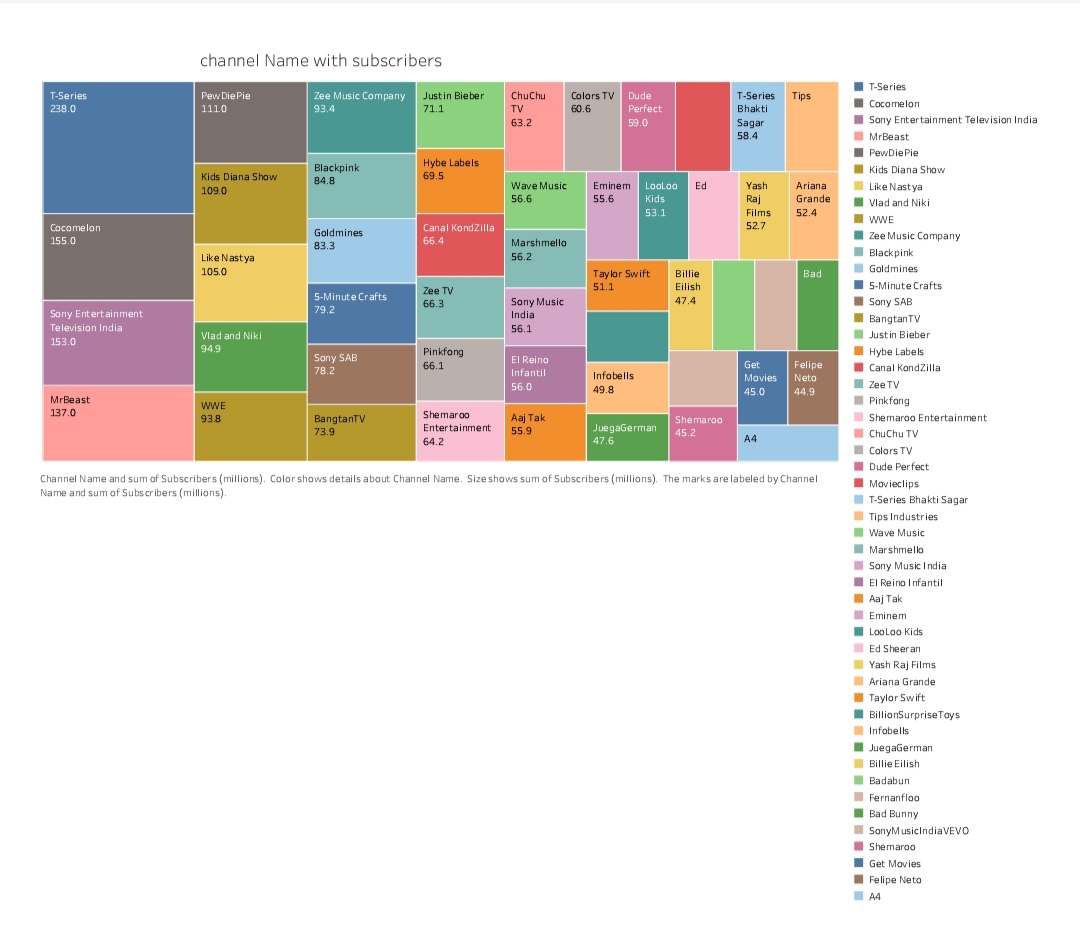 channel Name with subscribers
T-Series
238.0
Cocomelon
155.0
Sony Entertainment
Television India
153.0
MrBeast
137.0
PewDiePie
111.0
Kids Diana Show
109.0
Like Nastya
105.0
Vlad and Niki
94.9
WWE
93.8
Zee Music Company
93.4
Blackpink
84.8
Goldmines
83.3
5-Minute Crafts
79.2
Sony SAB
78.2
BangtanTV
73.9
Justin Bieber
71.1
Hybe Labels
69.5
Canal KondZilla
66.4
Zee TV
66.3
Pinkfong
66.1
Shemaroo
Entertainment
64.2
ChuChu
TV
63.2
Colors TV
60.6
Dude
Perfect
59.0
T-Series
Bhakti
Sagar
58.4
Tips
Wave Music
56.6
Marshmello
56.2
Sony Music
India
56.1
El Reino
Infantil
56.0
Aaj Tak
55.9
Eminem
55.6
LooLoo
Kids
53.1
Ed
Yash
Raj
Films
52.7
Ariana
Grande
52.4
Taylor Swift
51.1
Infobells
49.8
JuegaGerman
47.6
Billie
Eilish
47.4
Bad
Shemaroo
45.2
Get
Movies
45.0
Felipe
Neto
44.9
A4
Channel Name and sum of Subscribers (millions). Color shows details about Channel Name. Size shows sum of Subscribers (millions). The marks are labeled by Channel
Name and sum of Subscribers (millions).
T-Series
Cocomelon
Sony Entertainment Television India
MrBeast
PewDiePie
Kids Diana Show
Like Nastya
Vlad and Niki
WWE
Zee Music Company
Blackpink
Goldmines
5-Minute Crafts
Sony SAB
BangtanTV
Justin Bieber
Hybe Labels
Canal KondZilla
Zee TV
Pinkfong
Shemaroo Entertainment
ChuChu TV
Colors TV
Dude Perfect
Movieclips
T-Series Bhakti Sagar
Tips Industries
Wave Music
Marshmello
Sony Music India
El Reino Infantil
Aaj Tak
Eminem
LooLoo Kids
Ed Sheeran
Yash Raj Films
Ariana Grande
Taylor Swift
BillionSurpriseToys
Infobells
JuegaGerman
Billie Eilish
Badabun
Fernanfloo
Bad Bunny
SonyMusicIndiaVEVO
Shemaroo
Get Movies
Felipe Neto
A4